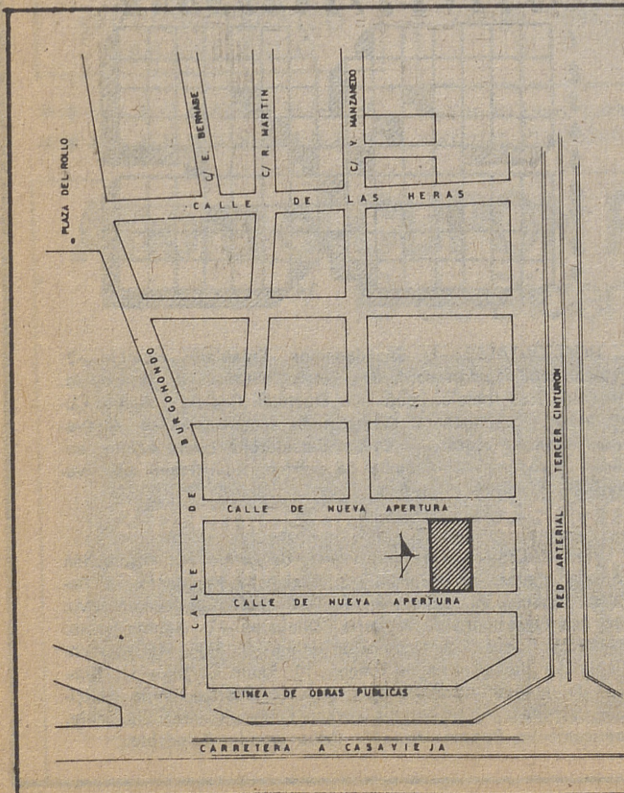 PLAZA DEL ROLLO
C/ E. BERNABE
C/ R. MARTIN
C/ V. MANZANEDO
CALLE DE LAS HERAS
CALLE DE BURGOHONDO
CALLE DE NUEVA APERTURA
CALLE DE NUEVA APERTURA
RED ARTERIAL TERCER CINTURON
LINEA DE OBRAS PUBLICAS
CARRETERA A CASAVIEJA